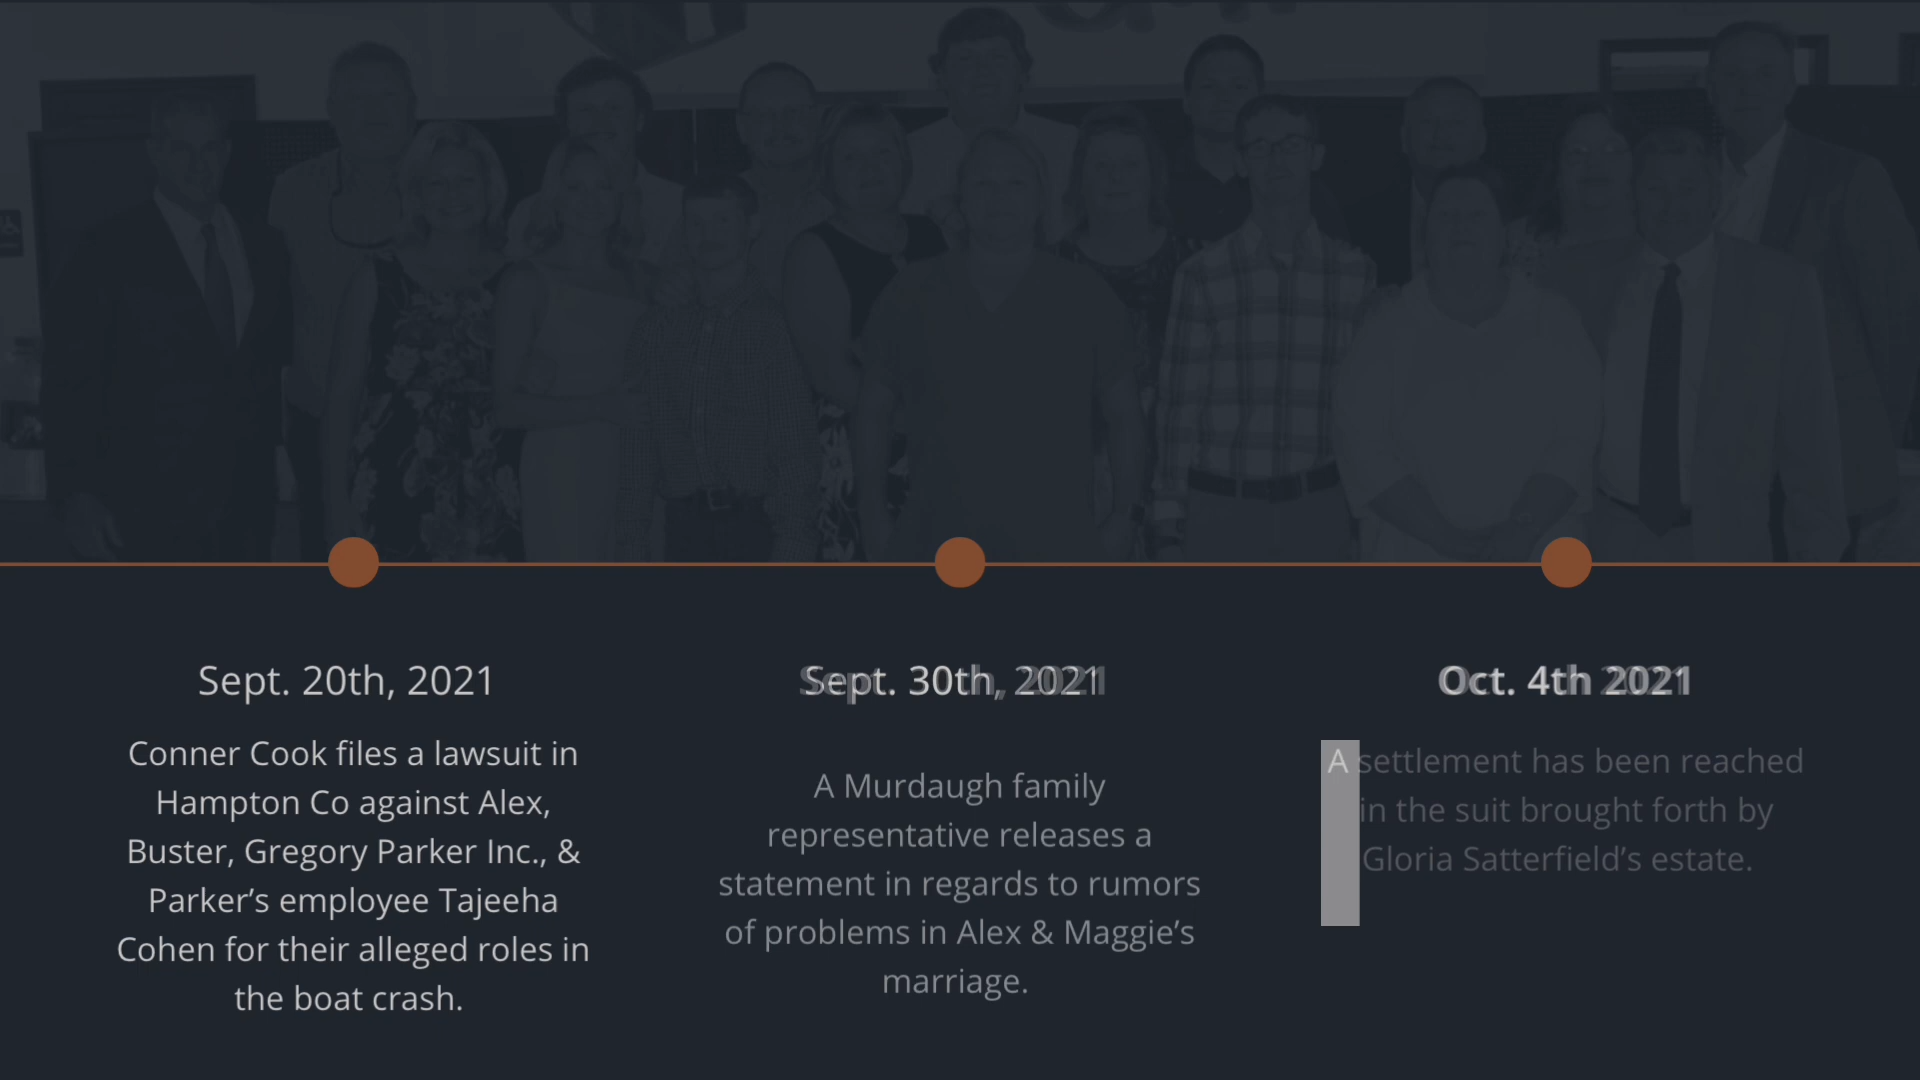 Sept. 20th, 2021
Conner Cook files a lawsuit in
Hampton Co against Alex,
Buster, Gregory Parker Inc., &
Parker’s employee Tajeeha
Cohen for their alleged roles in
the boat crash.
Sept. 30th, 2021
A Murdaugh family
representative releases a
statement in regards to rumors
of problems in Alex & Maggie’s
marriage.
Oct. 4th 2021
A settlement has been reached
in the suit brought forth by
Gloria Satterfield’s estate.